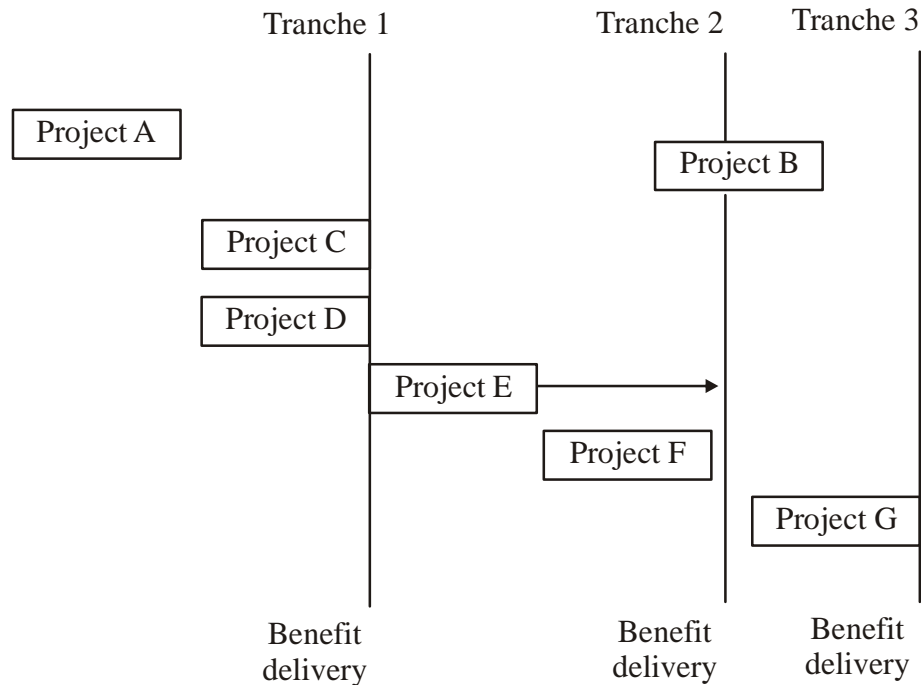 Tranche 1
Tranche 2
Tranche 3
Project A
Project B
Project C
Project D
Project E
Project F
Project G
Benefit
delivery
Benefit
delivery
Benefit
delivery